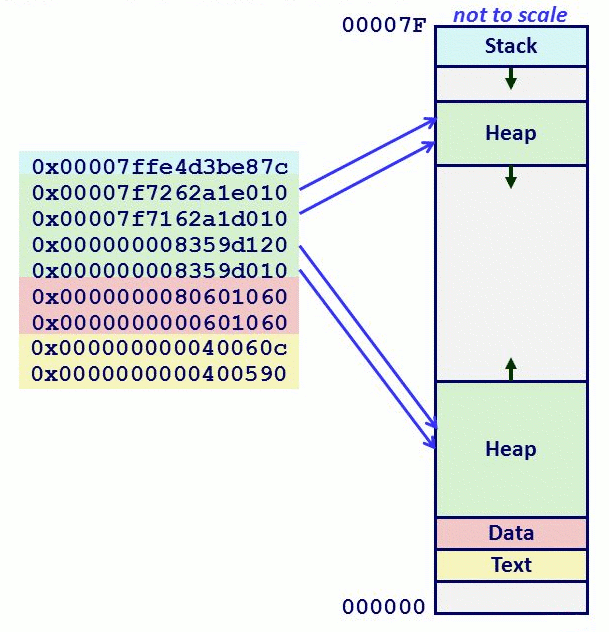 not to scale
00007F
Stack
Heap
0x00007ffe4d3be87c
0x00007f7262a1e010
0x00007f7162a1d010
0x000000008359d120
0x000000008359d010
0x0000000080601060
0x0000000000601060
0x000000000040060c
0x0000000000400590
Heap
Data
Text
000000